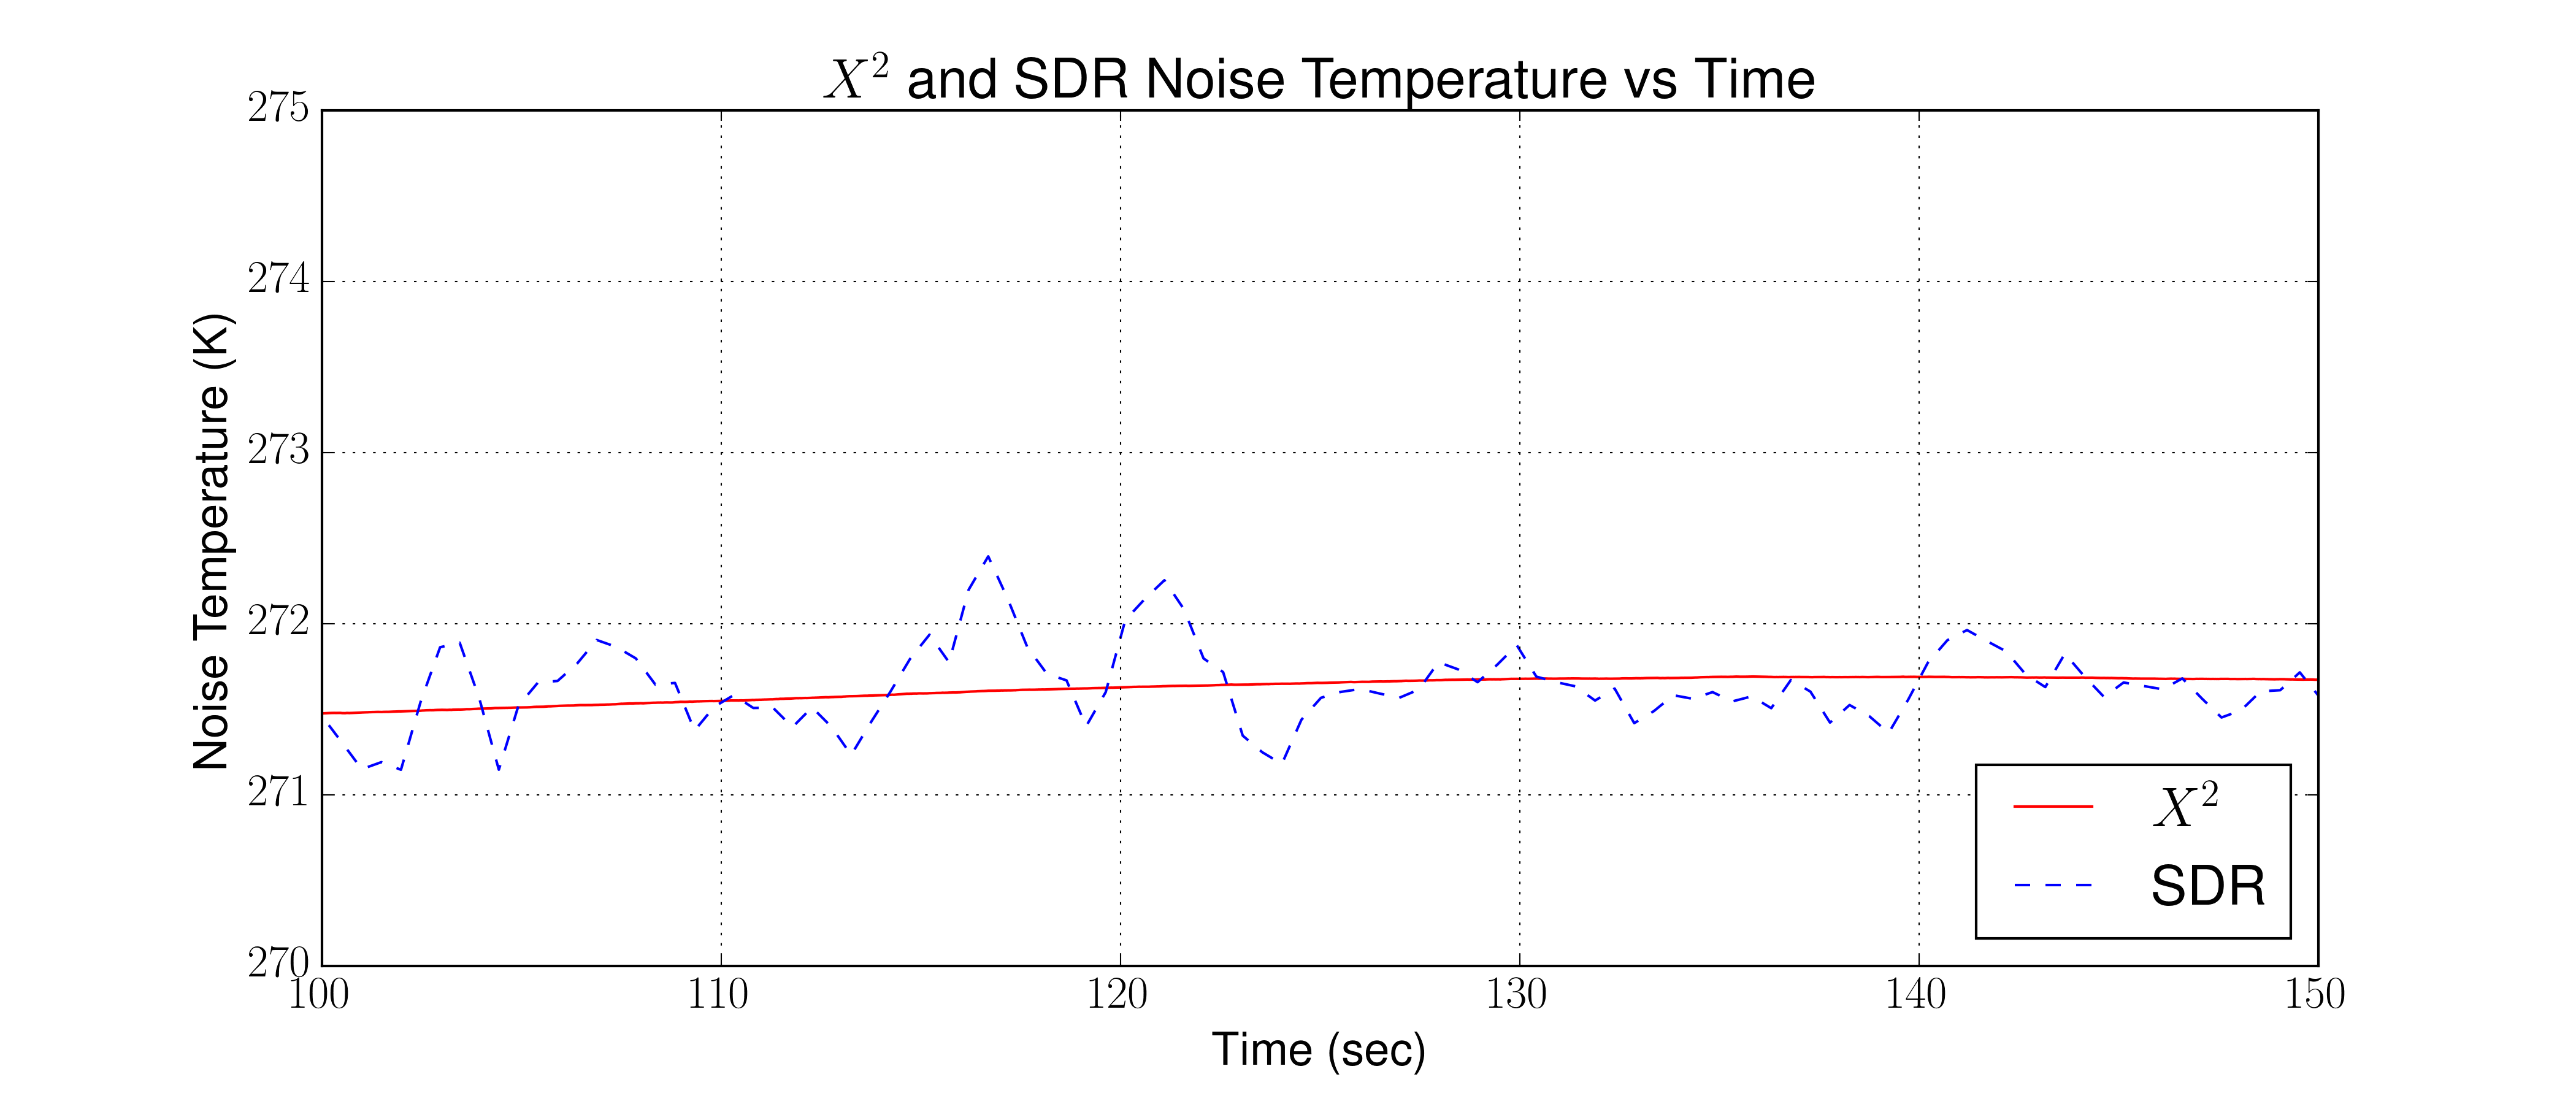 X² and SDR Noise Temperature vs Time
275
274
273
272
271
270
Noise Temperature (K)
X²
SDR
100 110 120 130 140 150
Time (sec)